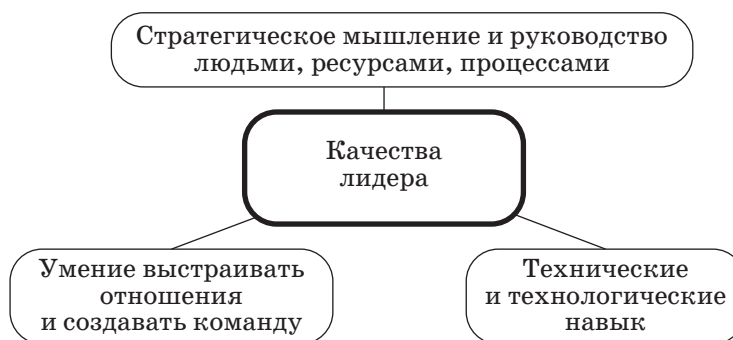 Стратегическое мышление и руководство
людьми, ресурсами, процессами
Качества
лидера
Умение выстраивать
отношения
и создавать команду
Технические
и технологические
навык